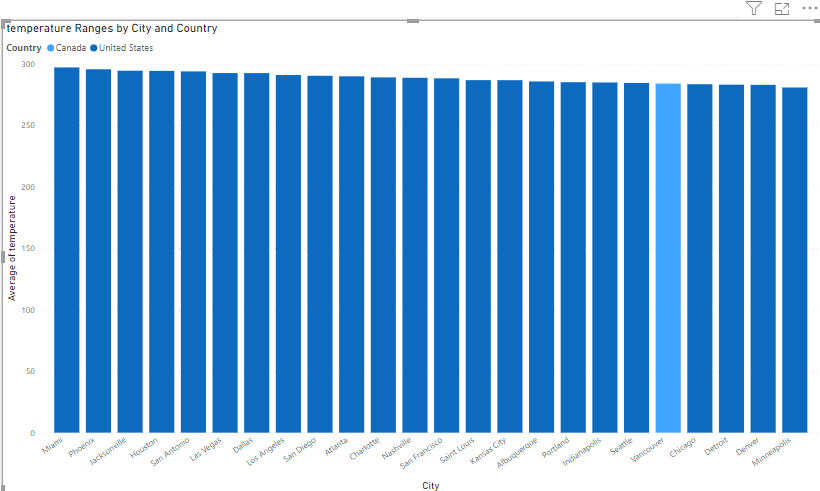 temperature Ranges by City and Country
Country Canada United States
300
250
200
150
100
50
0
Average of temperature
Miami
Phoenix
Jacksonville
Houston
San Antonio
Las Vegas
Dallas
Los Angeles
San Diego
Atlanta
Charlotte
Nashville
San Francisco
Saint Louis
Kansas City
Albuquerque
Portland
Indianapolis
Seattle
Vancouver
Chicago
Detroit
Denver
Minneapolis
City